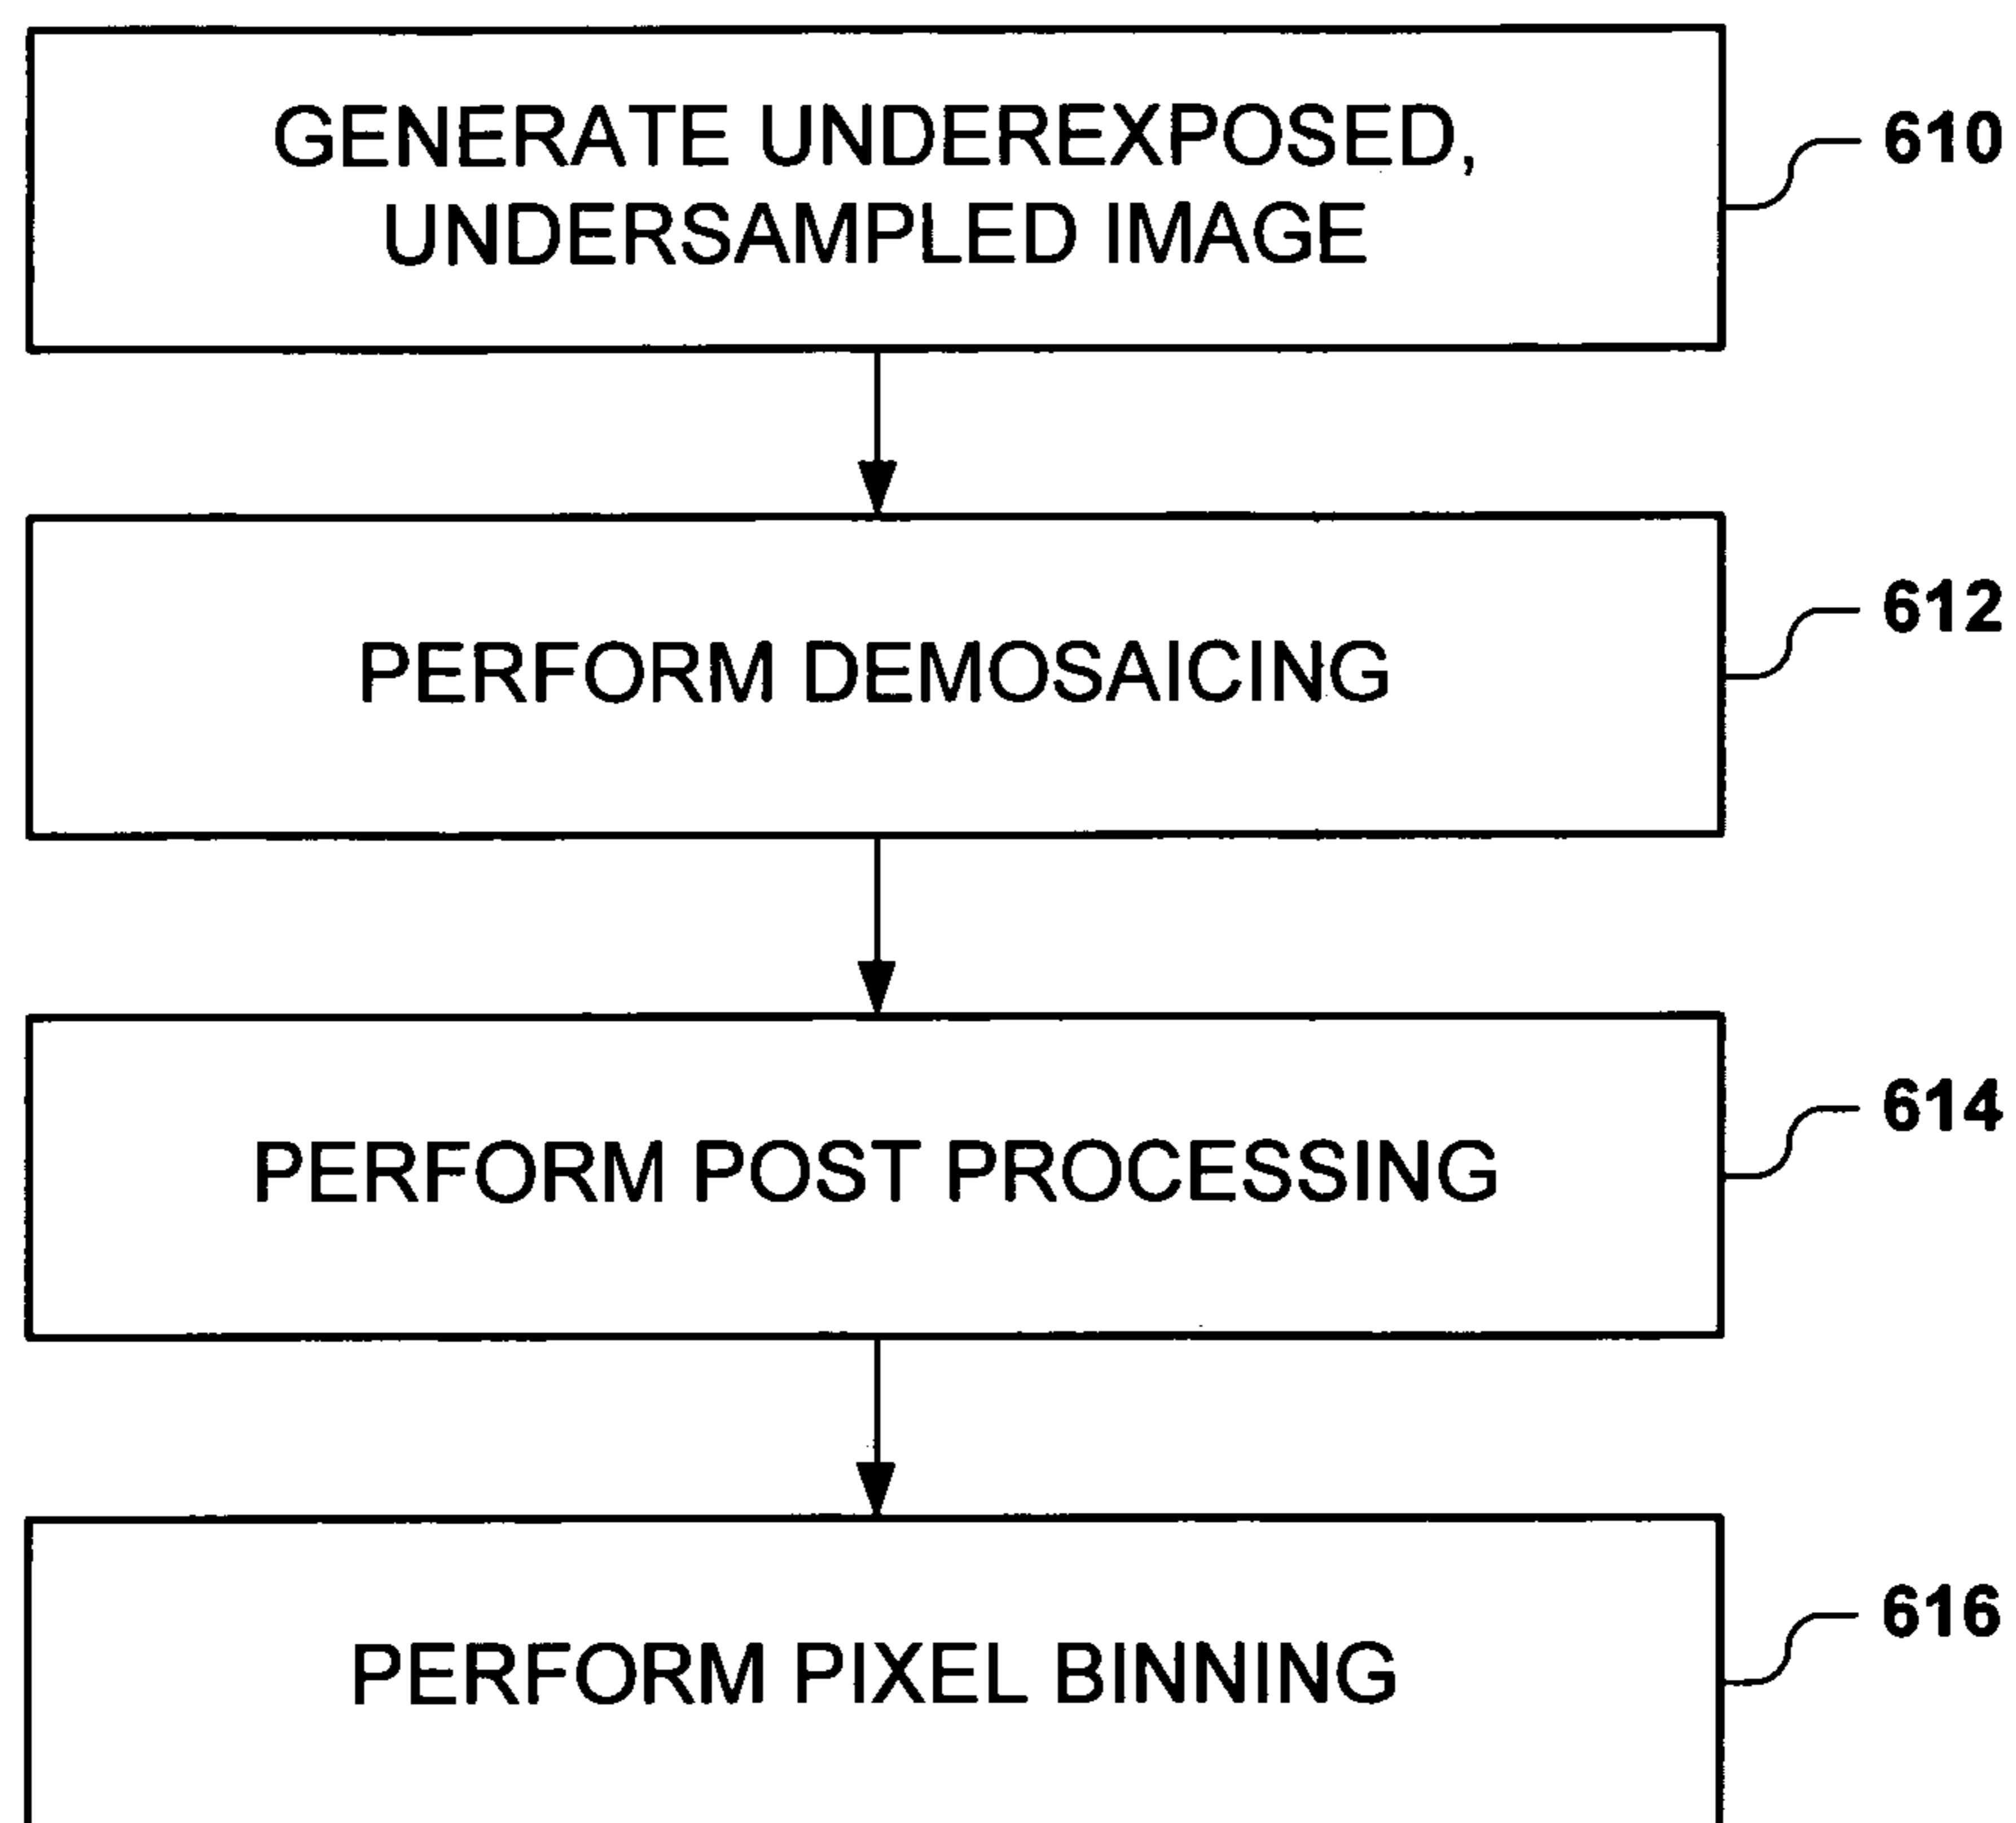 GENERATE UNDEREXPOSED,
UNDERSAMPLED IMAGE
610
PERFORM DEMOSAICING
612
PERFORM POST PROCESSING
614
PERFORM PIXEL BINNING
616